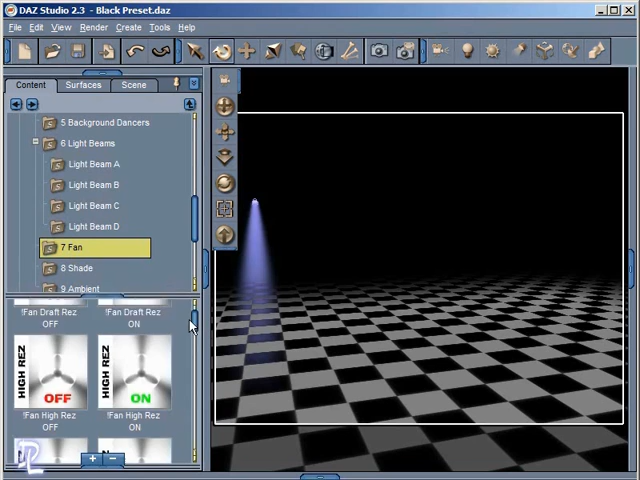 DAZ Studio 2.3 - Black Preset.daz
File Edit View Render Create Tools Help
Content Surfaces Scene
5 Background Dancers
6 Light Beams
Light Beam A
Light Beam B
Light Beam C
Light Beam D
7 Fan
8 Shade
9 Ambient
!Fan Draft Rez
OFF
!Fan Draft Rez
ON
HIGH REZ
OFF
HIGH REZ
ON
!Fan High Rez
OFF
!Fan High Rez
ON